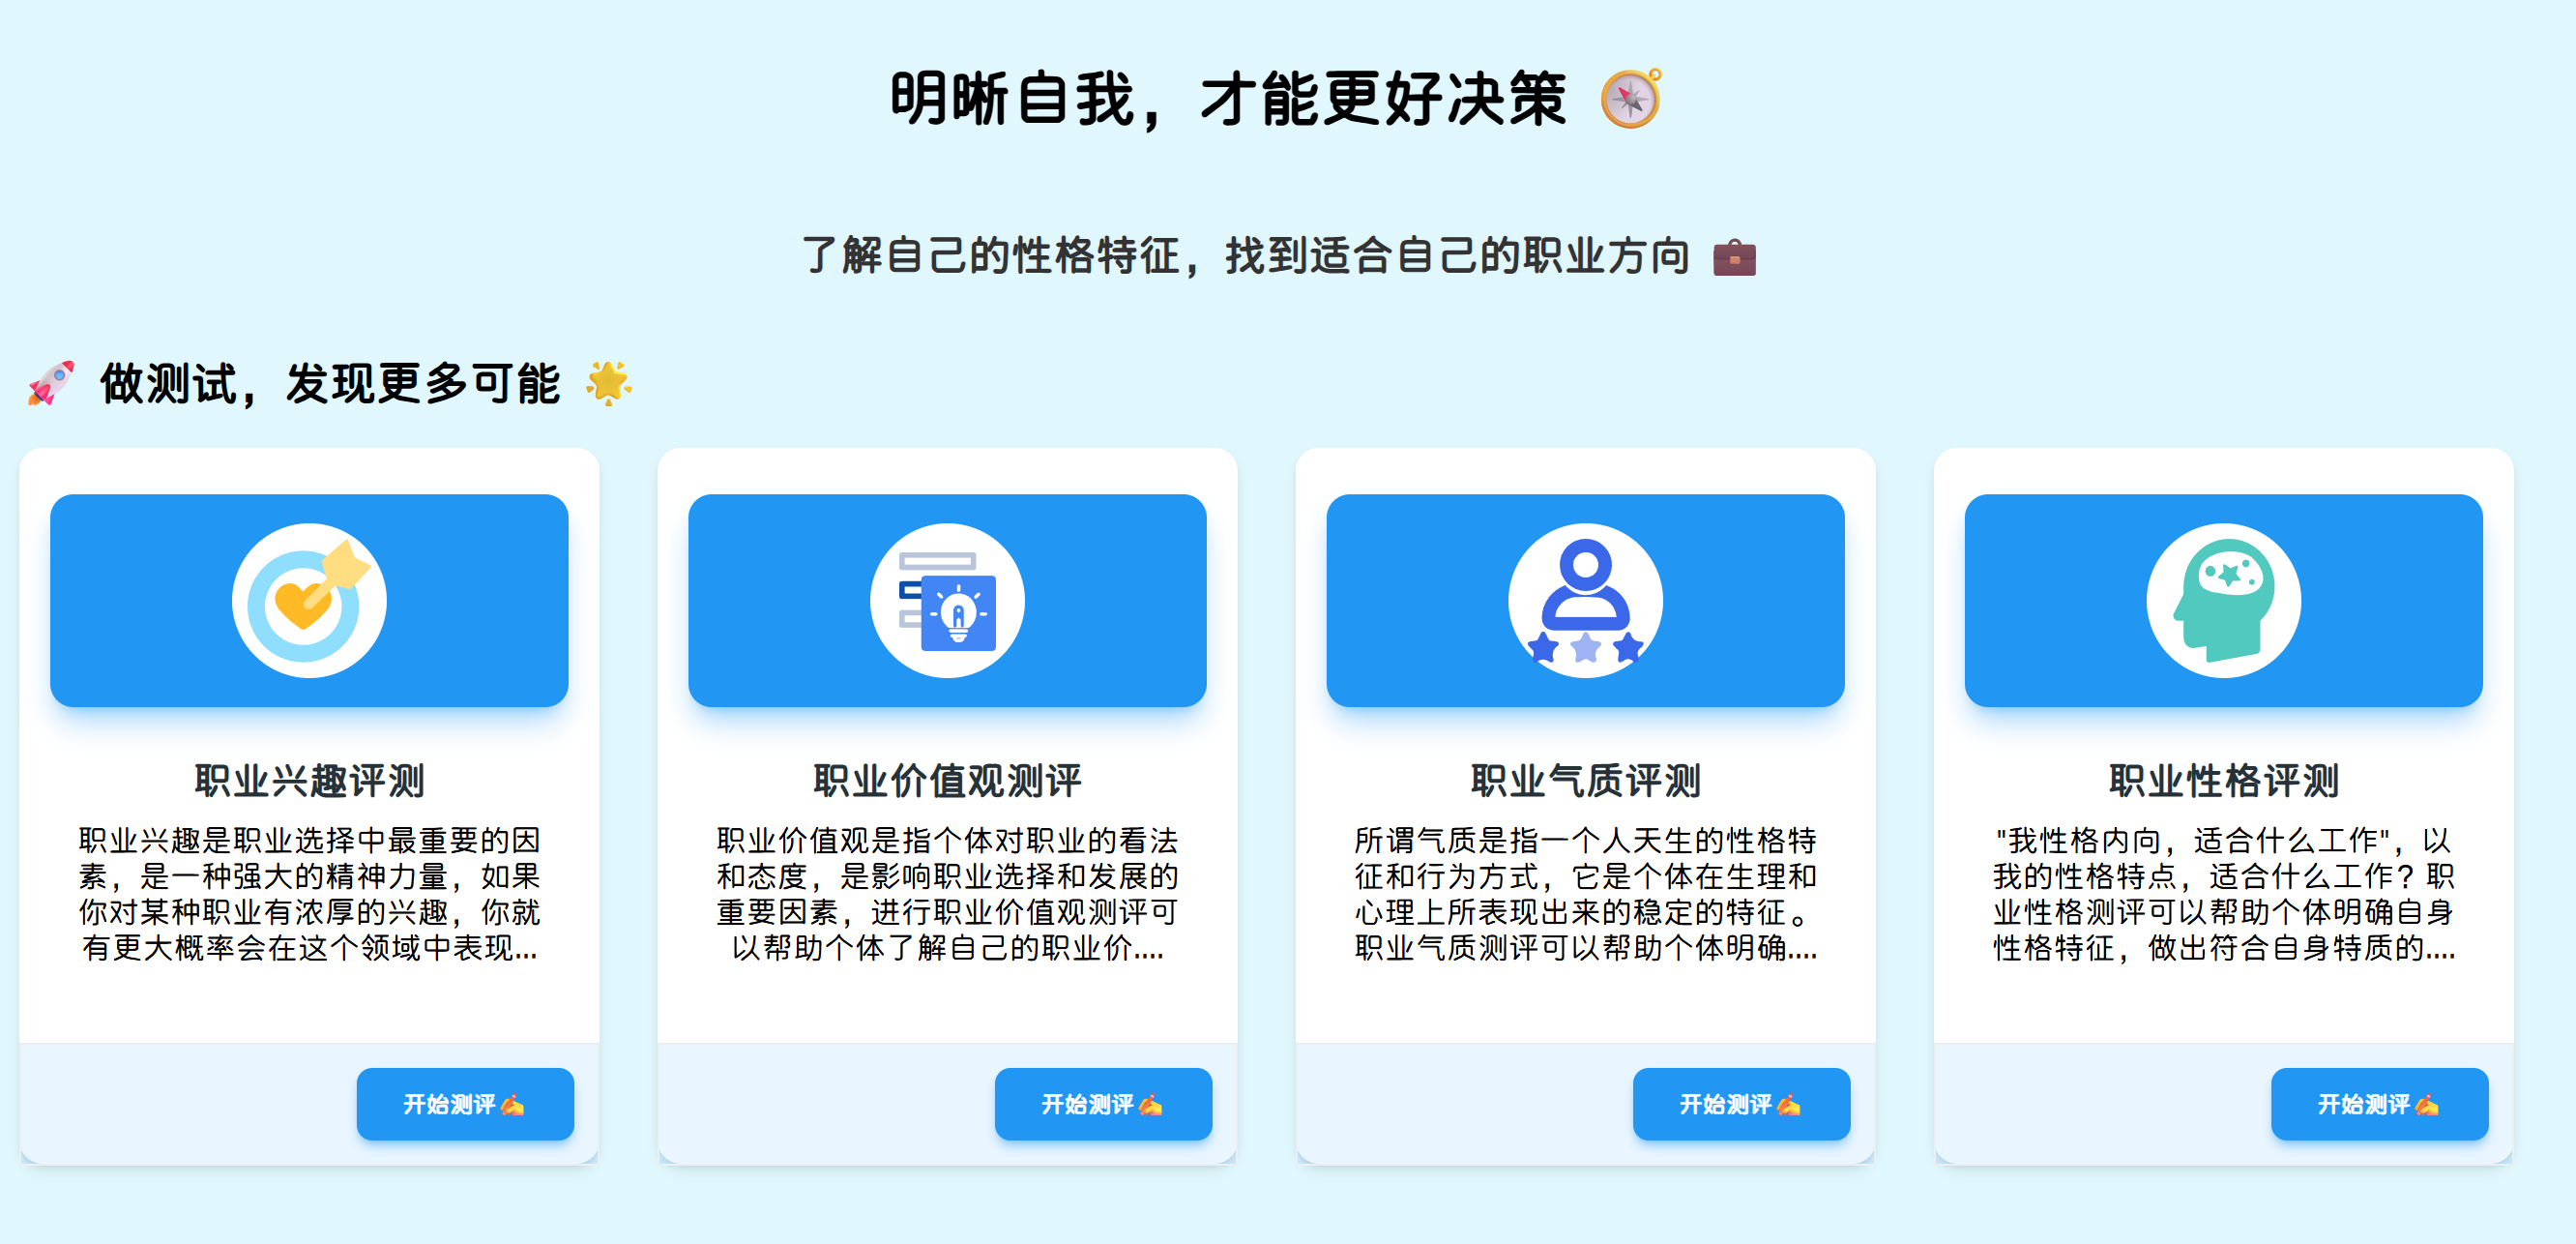 明晰自我，才能更好决策 🧭
了解自己的性格特征，找到适合自己的职业方向 💼
🚀 做测试，发现更多可能 🌟
职业兴趣评测
职业兴趣是职业选择中最重要的因
素，是一种强大的精神力量，如果
你对某种职业有浓厚的兴趣，你就
有更大概率会在这个领域中表现...
开始测评✍
职业价值观测评
职业价值观是指个体对职业的看法
和态度，是影响职业选择和发展的
重要因素，进行职业价值观测评可
以帮助个体了解自己的职业价....
开始测评✍
职业气质评测
所谓气质是指一个人天生的性格特
征和行为方式，它是个体在生理和
心理上所表现出来的稳定的特征。
职业气质测评可以帮助个体明确....
开始测评✍
职业性格评测
"我性格内向，适合什么工作"，以
我的性格特点，适合什么工作？职
业性格测评可以帮助个体明确自身
性格特征，做出符合自身特质的....
开始测评✍